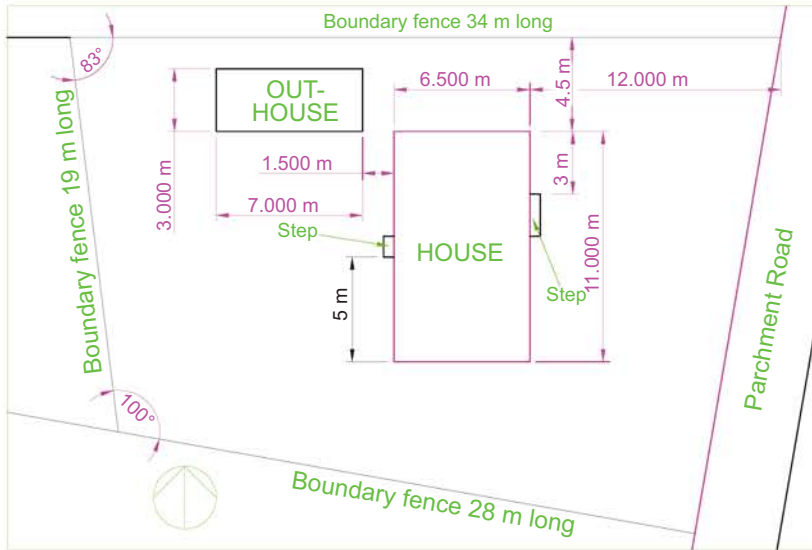 Boundary fence 34 m long
83°
OUT-
HOUSE
6.500 m
4.5 m
12.000 m
3.000 m
1.500 m
3 m
7.000 m
Step
HOUSE
11.000 m
Step
5 m
Boundary fence 19 m long
Parchment Road
100°
Boundary fence 28 m long